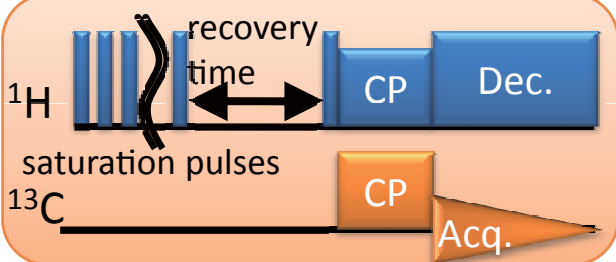 recovery
time
¹H
CP
Dec.
saturation pulses
¹³C
CP
Acq.